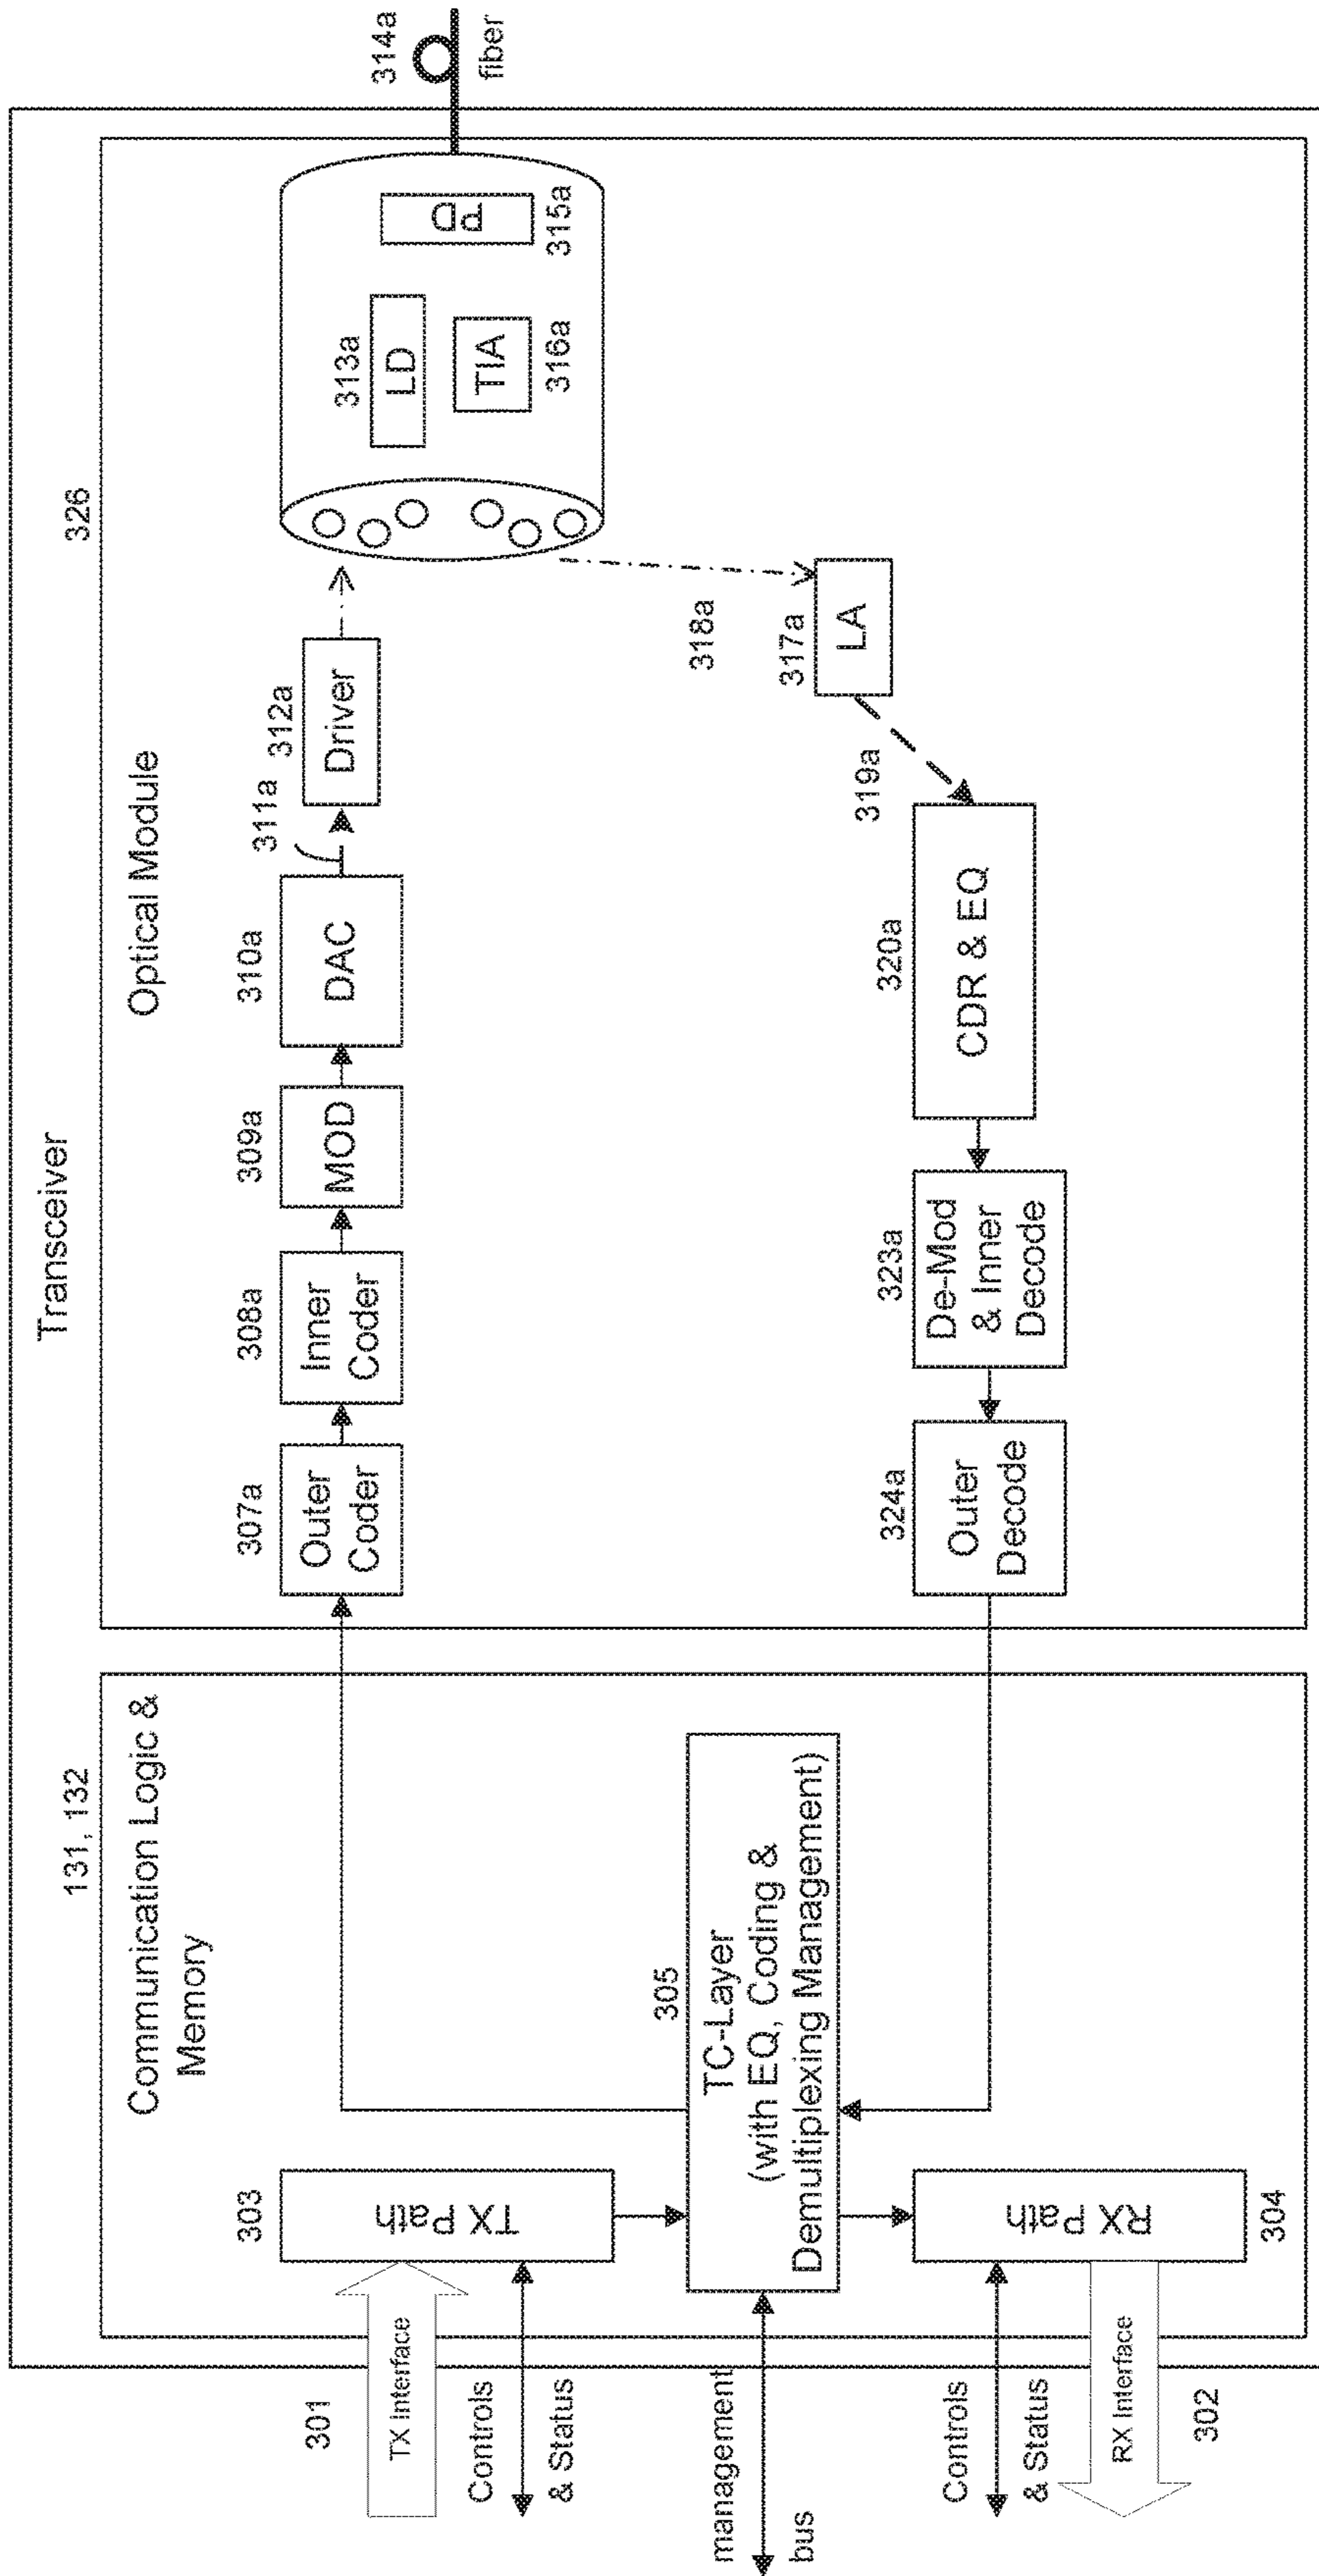 Transceiver
326
131, 132
Communication Logic &
Memory
Optical Module
301
TX Interface
Controls
& Status
303
TX Path
management
bus
305
TC-Layer
(with EQ, Coding &
Demultiplexing Management)
Controls
& Status
RX Interface
302
RX Path
304
307a
Outer
Coder
308a
Inner
Coder
309a
MOD
310a
DAC
311a
312a
Driver
313a
LD
TIA
316a
PD
315a
314a
fiber
318a
317a
LA
319a
320a
CDR & EQ
323a
De-Mod
& Inner
Decode
324a
Outer
Decode